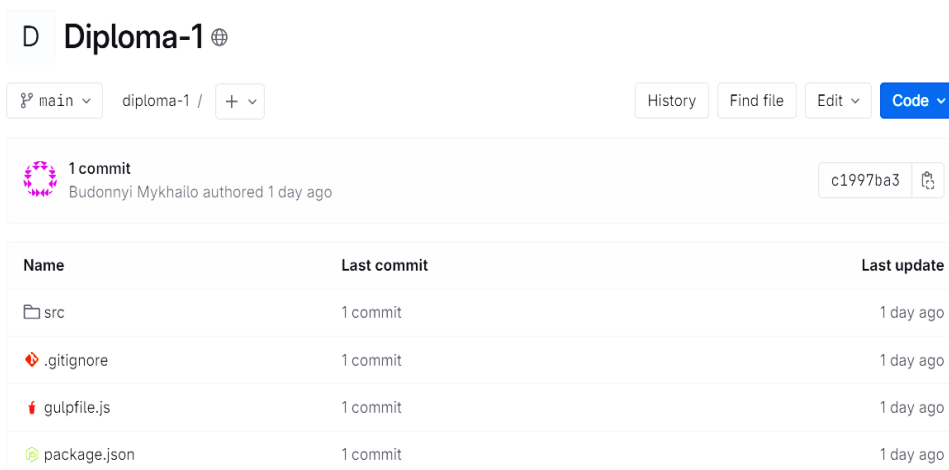 D Diploma-1
main diploma-1 / + History Find file Edit Code
1 commit
Budonnyi Mykhailo authored 1 day ago c1997ba3
Name Last commit Last update
src 1 commit 1 day ago
.gitignore 1 commit 1 day ago
gulpfile.js 1 commit 1 day ago
package.json 1 commit 1 day ago